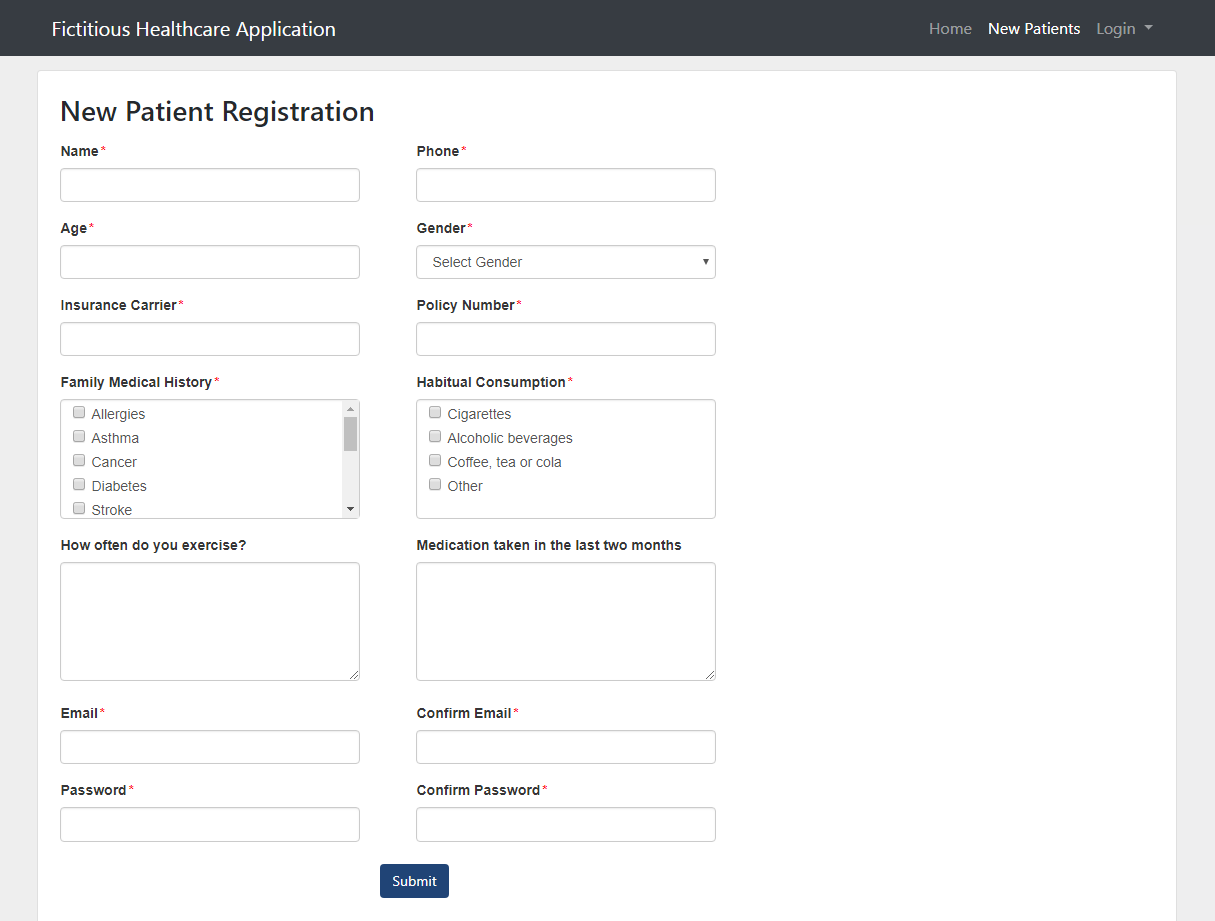 Fictitious Healthcare Application
Home New Patients Login
New Patient Registration
Name* Phone*
Age* Gender*
Select Gender
Insurance Carrier* Policy Number*
Family Medical History* Habitual Consumption*
Allergies Cigarettes
Asthma Alcoholic beverages
Cancer Coffee, tea or cola
Diabetes Other
Stroke
How often do you exercise? Medication taken in the last two months
Email* Confirm Email*
Password* Confirm Password*
Submit